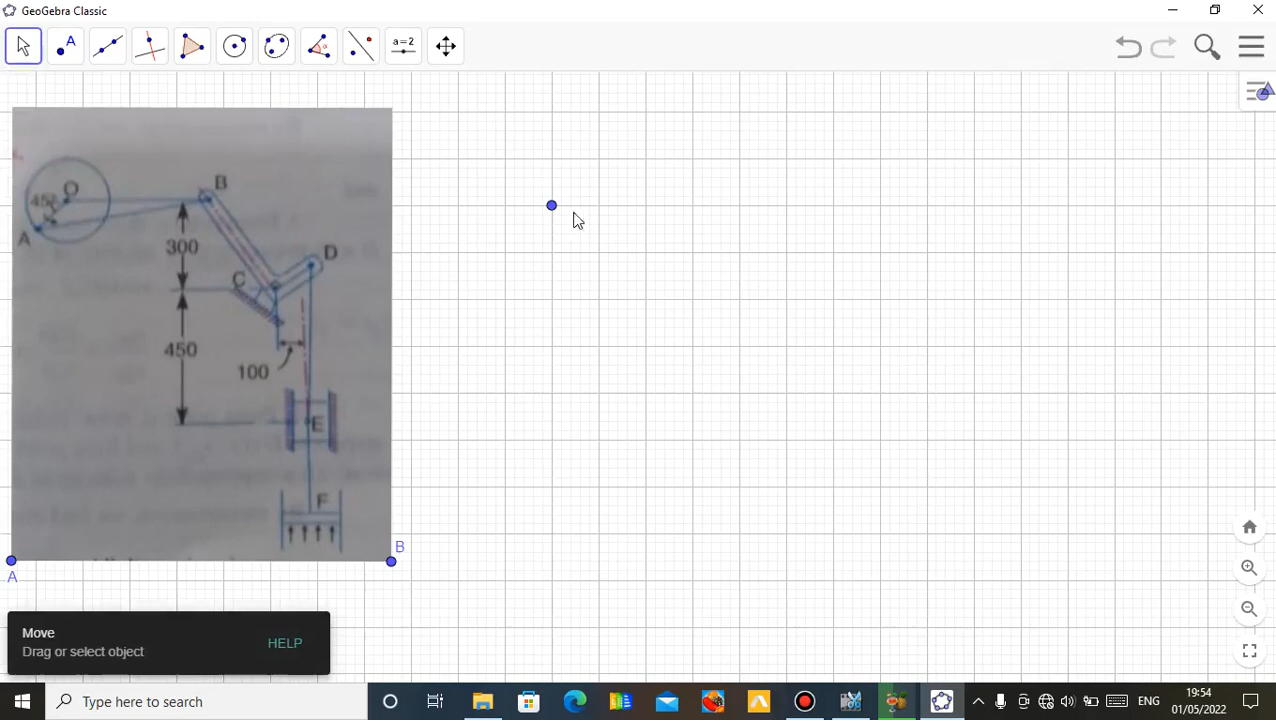 GeoGebra Classic
A
α
a=2
B
O
45°
A
300
C
D
450
100
E
F
B
A
Move
Drag or select object
HELP
Type here to search
ENG
19:54
01/05/2022